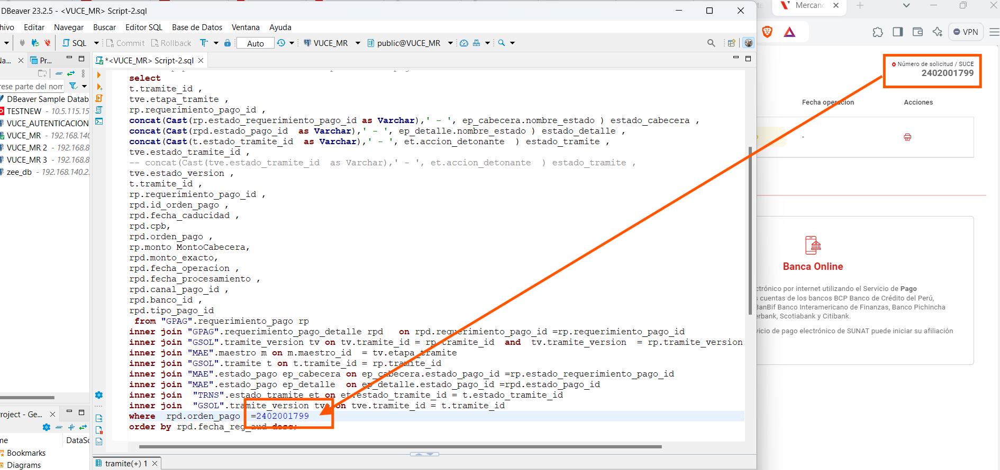 DBeaver 23.2.5 - <VUCE_MR> Script-2.sql
Mercanc
hivo Editar Navegar Buscar Editor SQL Base de Datos Ventana Ayuda
SQL Commit Rollback Auto VUCE_MR public@VUCE_MR
VPN
Pr...
*<VUCE_MR> Script-2.sql
rese parte del nom
DBeaver Sample Datab
TESTNEW - 10.5.115.15
VUCE_AUTENTICACION
VUCE_MR - 192.168.140
VUCE_MR 2 - 192.168.8
VUCE_MR 3 - 192.168.8
zee_db - 192.168.140.2
select
t.tramite_id ,
tve.etapa_tramite ,
rp.requerimiento_pago_id ,
concat(Cast(rp.estado_requerimiento_pago_id as Varchar),' - ', ep_cabecera.nombre_estado ) estado_cabecera ,
concat(Cast(rpd.estado_pago_id  as Varchar),' - ', ep_detalle.nombre_estado ) estado_detalle ,
concat(Cast(t.estado_tramite_id  as Varchar),' - ', et.accion_detonante  ) estado_tramite ,
tve.estado_tramite_id ,
-- concat(Cast(tve.estado_tramite_id  as Varchar),' - ', et.accion_detonante  ) estado_tramite ,
tve.estado_version ,
t.tramite_id ,
rp.requerimiento_pago_id ,
rpd.id_orden_pago ,
rpd.fecha_caducidad ,
rpd.cpb,
rpd.orden_pago ,
rp.monto MontoCabecera,
rpd.monto_exacto,
rpd.fecha_operacion ,
rpd.fecha_procesamiento ,
rpd.canal_pago_id ,
rpd.banco_id ,
rpd.tipo_pago_id
from "GPAG".requerimiento_pago rp
inner join "GPAG".requerimiento_pago_detalle rpd   on rpd.requerimiento_pago_id =rp.requerimiento_pago_id
inner join "GSOL".tramite_version tv on tv.tramite_id = rp.tramite_id  and  tv.tramite_version  = rp.tramite_version
inner join "MAE".maestro m on m.maestro_id  = tv.etapa_tramite
inner join "GSOL".tramite t on t.tramite_id = rp.tramite_id
inner join "MAE".estado_pago ep_cabecera on ep_cabecera.estado_pago_id =rp.estado_requerimiento_pago_id
inner join "MAE".estado_pago ep_detalle  on ep_detalle.estado_pago_id =rpd.estado_pago_id
inner join  "TRNS".estado_tramite et on et.estado_tramite_id = t.estado_tramite_id
inner join  "GSOL".tramite_version tve on tve.tramite_id = t.tramite_id
where  rpd.orden_pago  =2402001799
order by rpd.fecha_reg_aud desc;
roject - Ge...
me DataSc
Bookmarks
Diagrams
tramite(+) 1
Número de solicitud / SUCE
2402001799
Fecha operacion Acciones
-
Banca Online
ctrónico por internet utilizando el Servicio de Pago
s cuentas de los bancos BCP Banco de Crédito del Perú,
BanBif Banco Interamericano de Finanzas, Banco Pichincha
erbank, Scotiabank y Citibank.
vicio de pago electrónico de SUNAT puede iniciar su afiliación